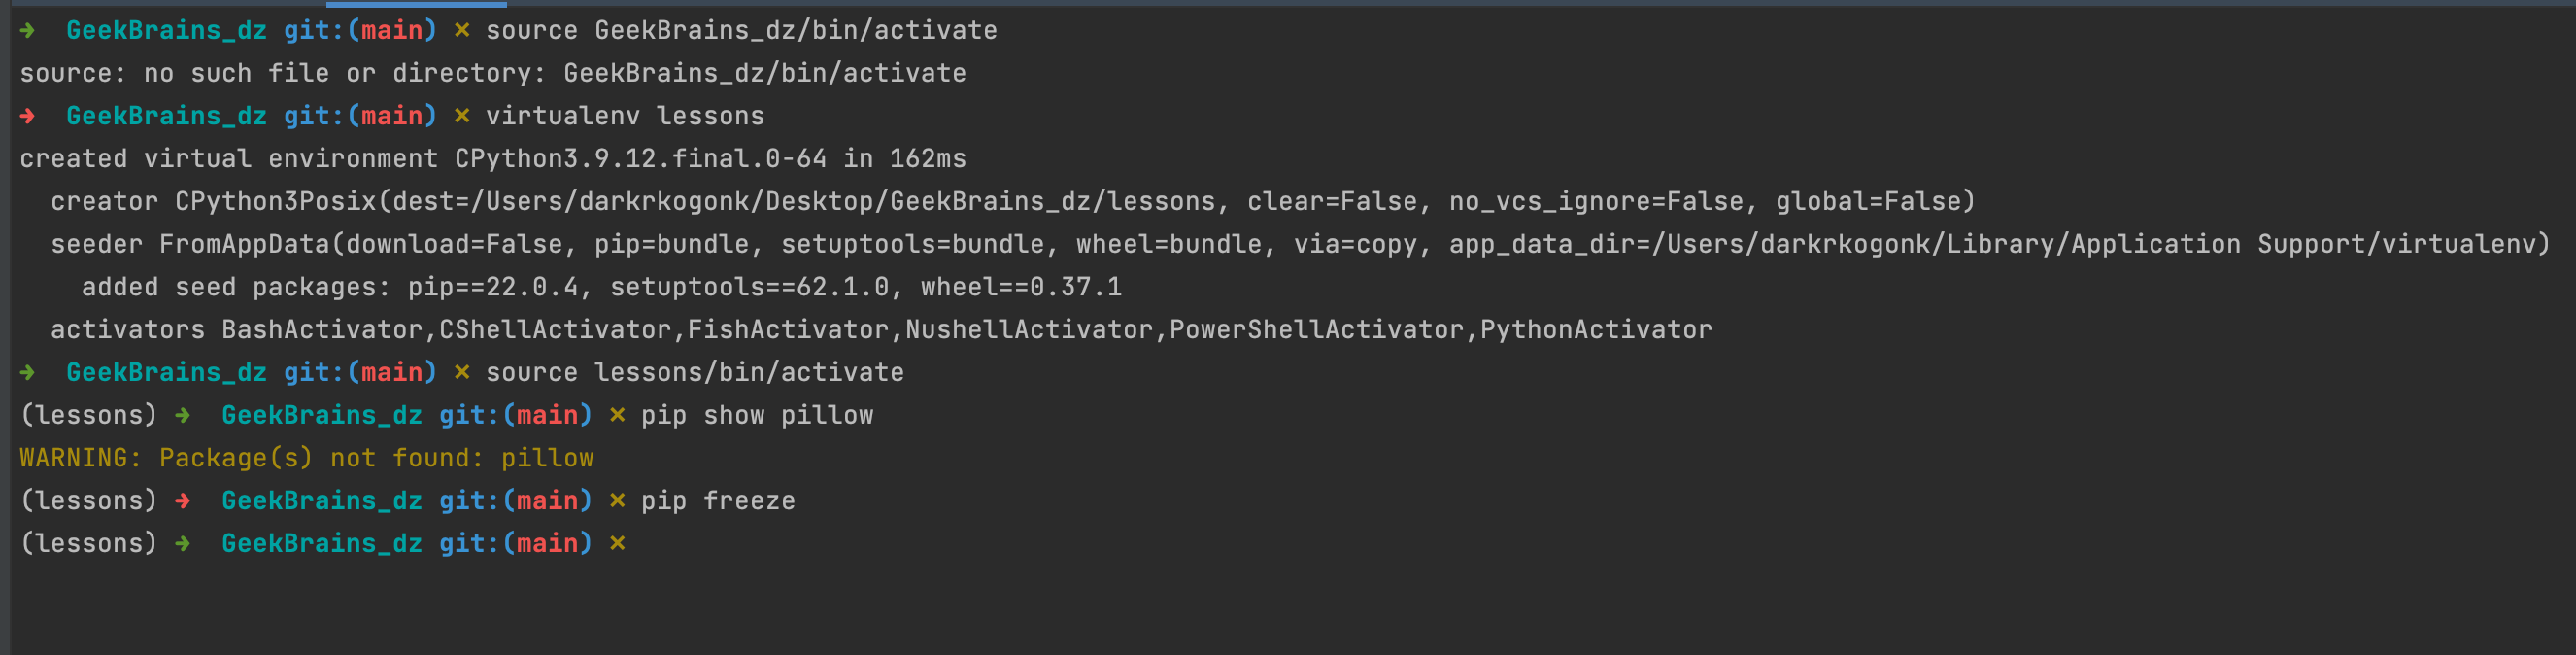 → GeekBrains_dz git:(main) × source GeekBrains_dz/bin/activate
source: no such file or directory: GeekBrains_dz/bin/activate
→ GeekBrains_dz git:(main) × virtualenv lessons
created virtual environment CPython3.9.12.final.0-64 in 162ms
  creator CPython3Posix(dest=/Users/darkrkogonk/Desktop/GeekBrains_dz/lessons, clear=False, no_vcs_ignore=False, global=False)
  seeder FromAppData(download=False, pip=bundle, setuptools=bundle, wheel=bundle, via=copy, app_data_dir=/Users/darkrkogonk/Library/Application Support/virtualenv)
    added seed packages: pip==22.0.4, setuptools==62.1.0, wheel==0.37.1
  activators BashActivator,CShellActivator,FishActivator,NushellActivator,PowerShellActivator,PythonActivator
→ GeekBrains_dz git:(main) × source lessons/bin/activate
(lessons) → GeekBrains_dz git:(main) × pip show pillow
WARNING: Package(s) not found: pillow
(lessons) → GeekBrains_dz git:(main) × pip freeze
(lessons) → GeekBrains_dz git:(main) ×